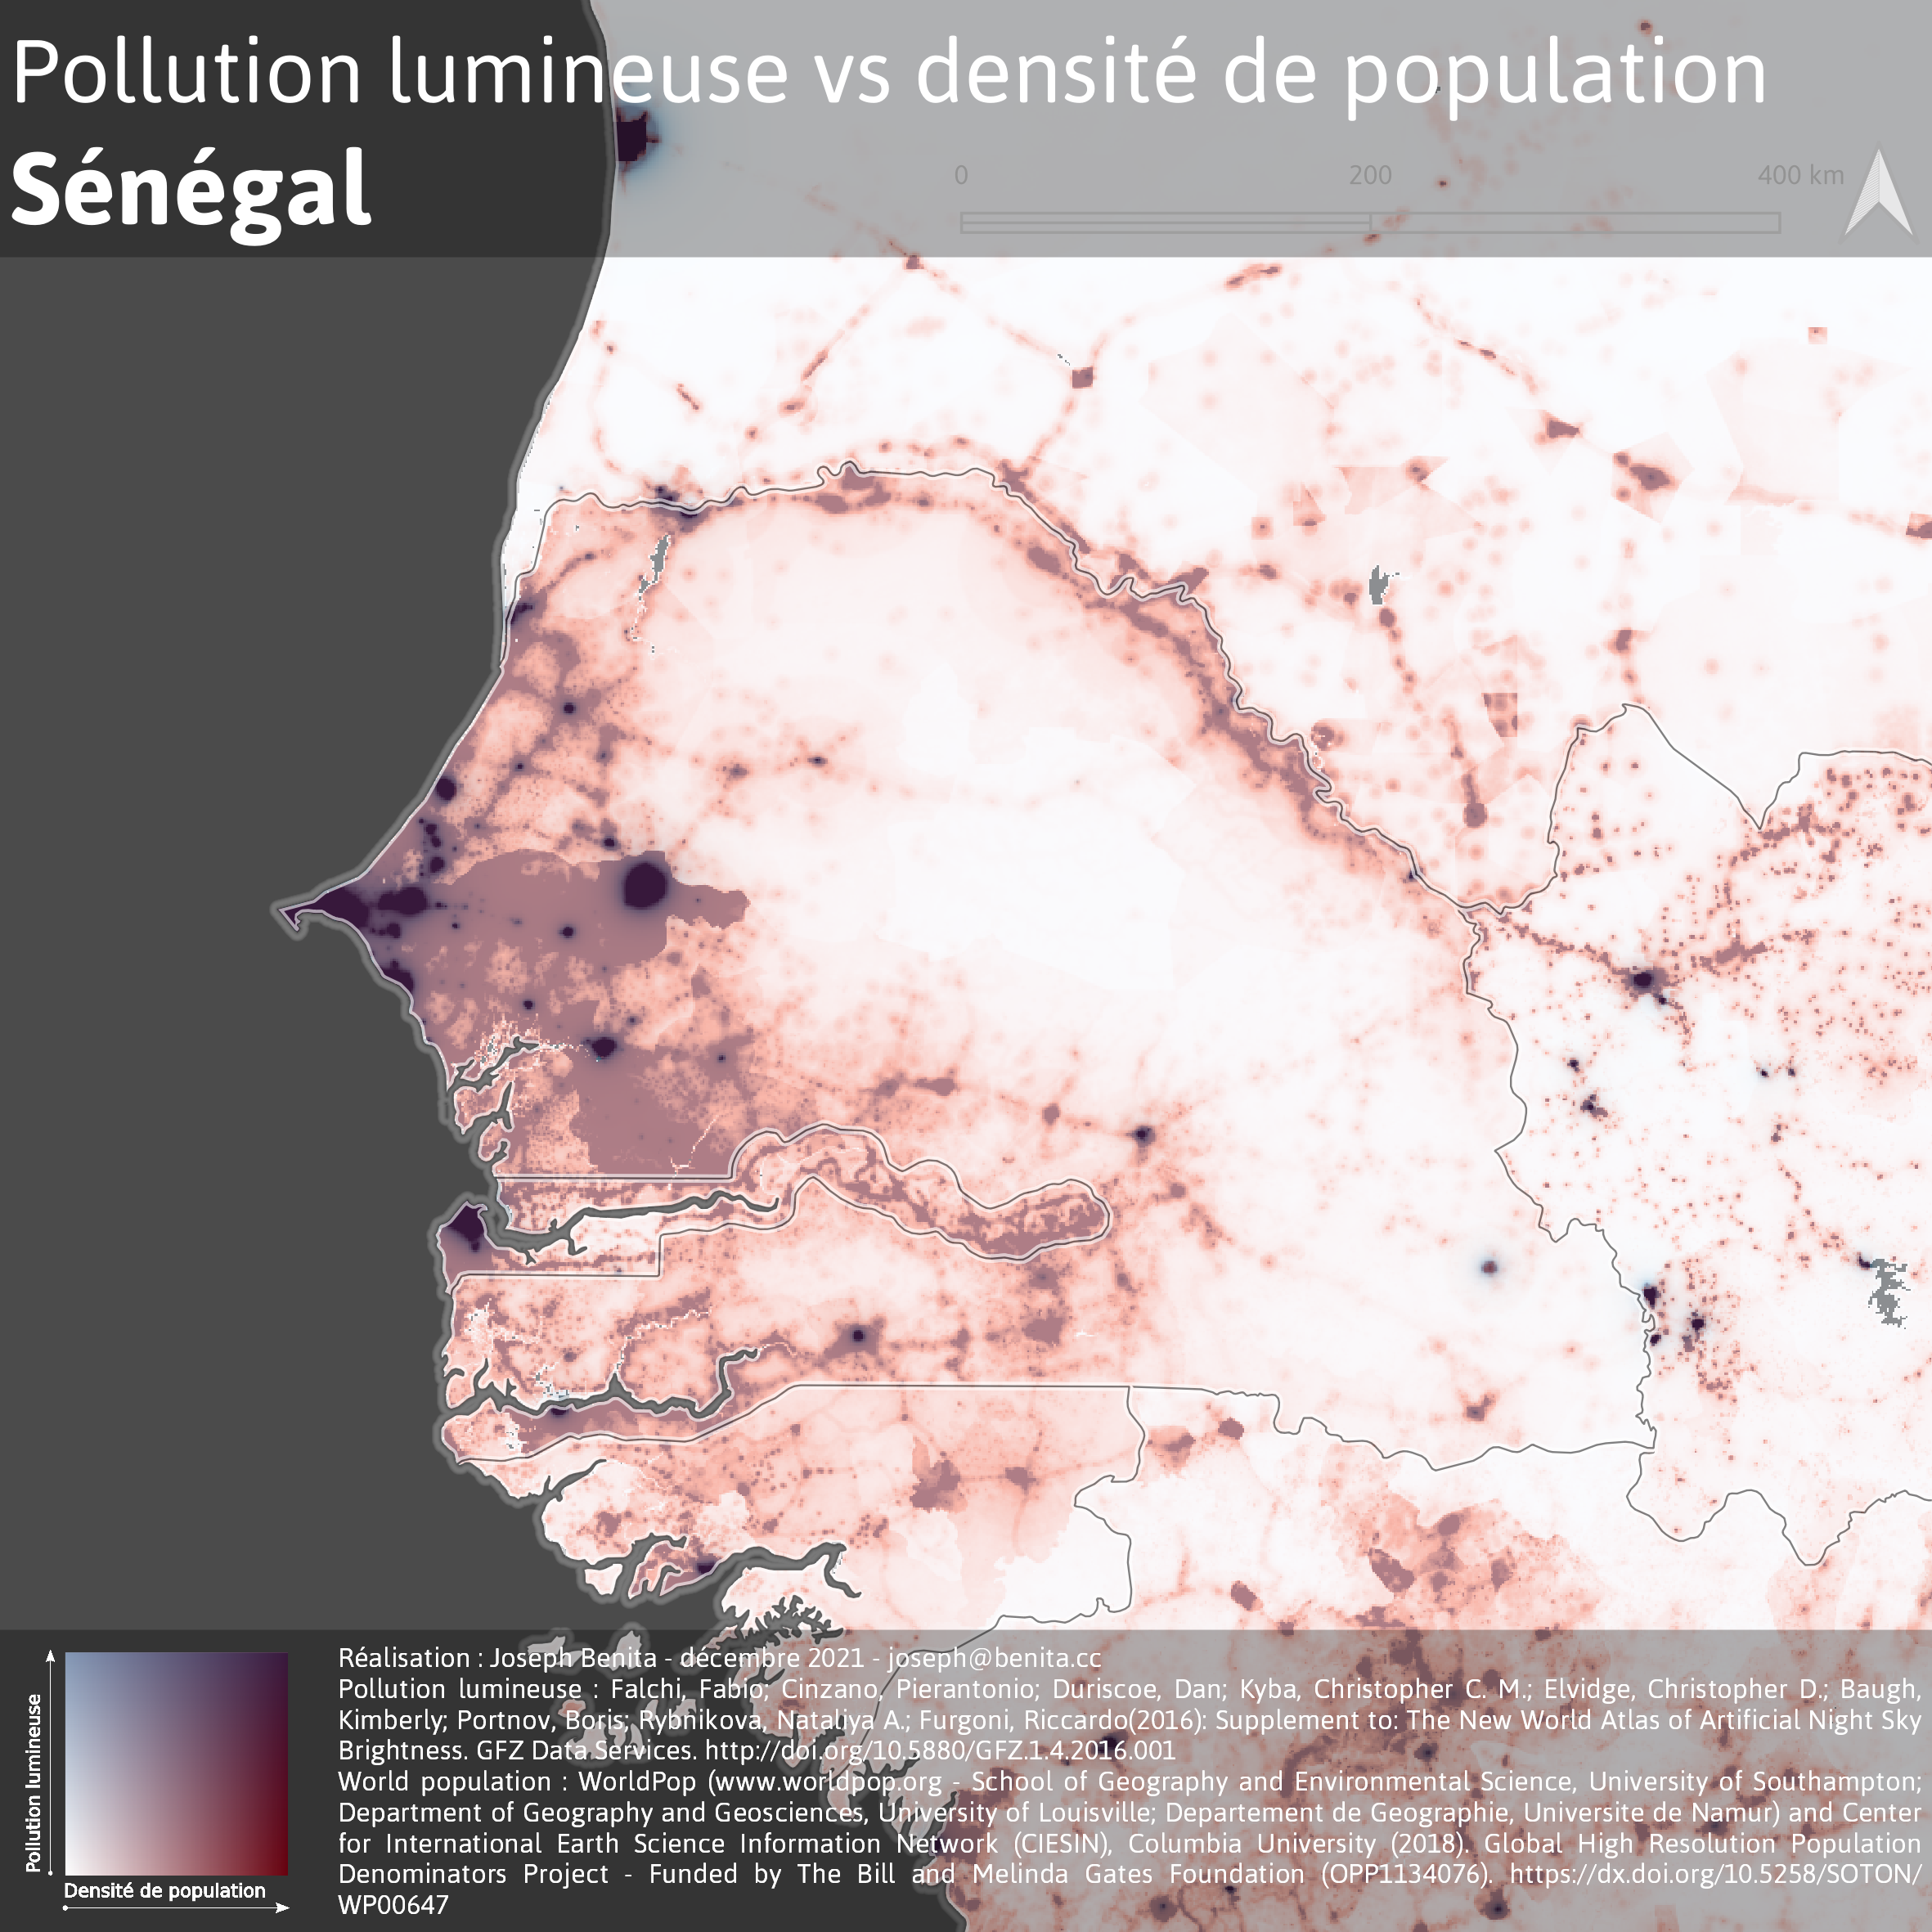 Pollution lumineuse vs densité de population
Sénégal
0 200 400 km
Pollution lumineuse
Densité de population
Réalisation : Joseph Benita - décembre 2021 - joseph@benita.cc
Pollution lumineuse : Falchi, Fabio; Cinzano, Pierantonio; Duriscoe, Dan; Kyba, Christopher C. M.; Elvidge, Christopher D.; Baugh,
Kimberly; Portnov, Boris; Rybnikova, Nataliya A.; Furgoni, Riccardo(2016): Supplement to: The New World Atlas of Artificial Night Sky
Brightness. GFZ Data Services. http://doi.org/10.5880/GFZ.1.4.2016.001
World population : WorldPop (www.worldpop.org - School of Geography and Environmental Science, University of Southampton;
Department of Geography and Geosciences, University of Louisville; Departement de Geographie, Universite de Namur) and Center
for International Earth Science Information Network (CIESIN), Columbia University (2018). Global High Resolution Population
Denominators Project - Funded by The Bill and Melinda Gates Foundation (OPP1134076). https://dx.doi.org/10.5258/SOTON/
WP00647